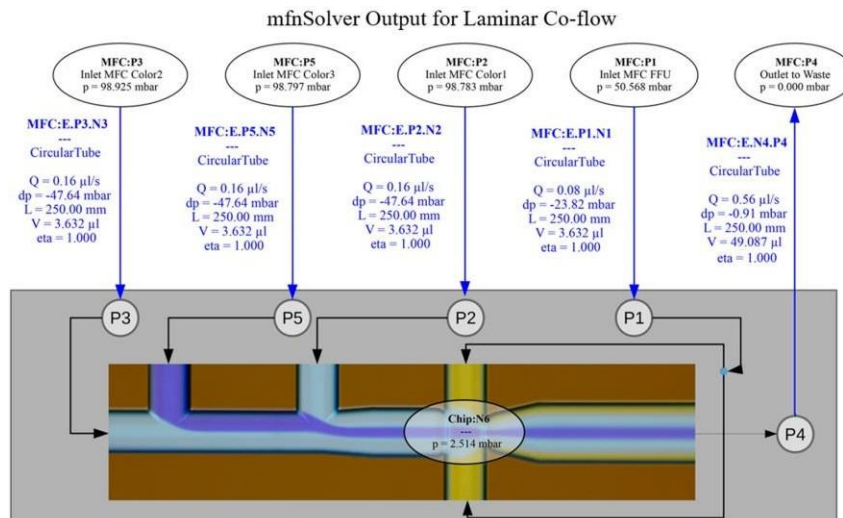 mfnSolver Output for Laminar Co-flow
MFC:P3
Inlet MFC Color2
p = 98.925 mbar
MFC:P5
Inlet MFC Color3
p = 98.797 mbar
MFC:P2
Inlet MFC Color1
p = 98.783 mbar
MFC:P1
Inlet MFC FFU
p = 50.568 mbar
MFC:P4
Outlet to Waste
p = 0.000 mbar
MFC:E.P3.N3
---
CircularTube
Q = 0.16 µl/s
dp = -47.64 mbar
L = 250.00 mm
V = 3.632 µl
eta = 1.000
MFC:E.P5.N5
---
CircularTube
Q = 0.16 µl/s
dp = -47.64 mbar
L = 250.00 mm
V = 3.632 µl
eta = 1.000
MFC:E.P2.N2
---
CircularTube
Q = 0.16 µl/s
dp = -47.64 mbar
L = 250.00 mm
V = 3.632 µl
eta = 1.000
MFC:E.P1.N1
---
CircularTube
Q = 0.08 µl/s
dp = -23.82 mbar
L = 250.00 mm
V = 3.632 µl
eta = 1.000
MFC:E.N4.P4
---
CircularTube
Q = 0.56 µl/s
dp = -0.91 mbar
L = 250.00 mm
V = 49.087 µl
eta = 1.000
P3
P5
P2
P1
Chip:N6
---
p = 2.514 mbar
P4